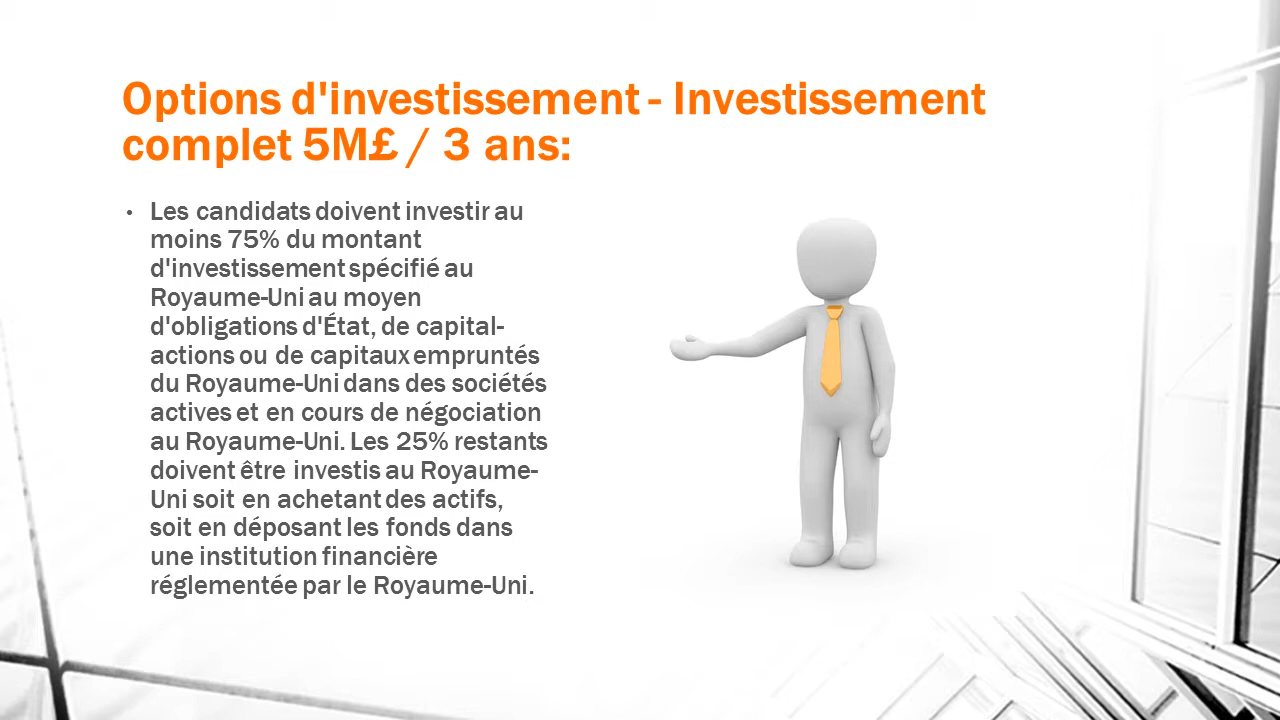 Options d'investissement - Investissement
complet 5M£ / 3 ans:
• Les candidats doivent investir au
moins 75% du montant
d'investissement spécifié au
Royaume-Uni au moyen
d'obligations d'État, de capital-
actions ou de capitaux empruntés
du Royaume-Uni dans des sociétés
actives et en cours de négociation
au Royaume-Uni. Les 25% restants
doivent être investis au Royaume-
Uni soit en achetant des actifs,
soit en déposant les fonds dans
une institution financière
réglementée par le Royaume-Uni.